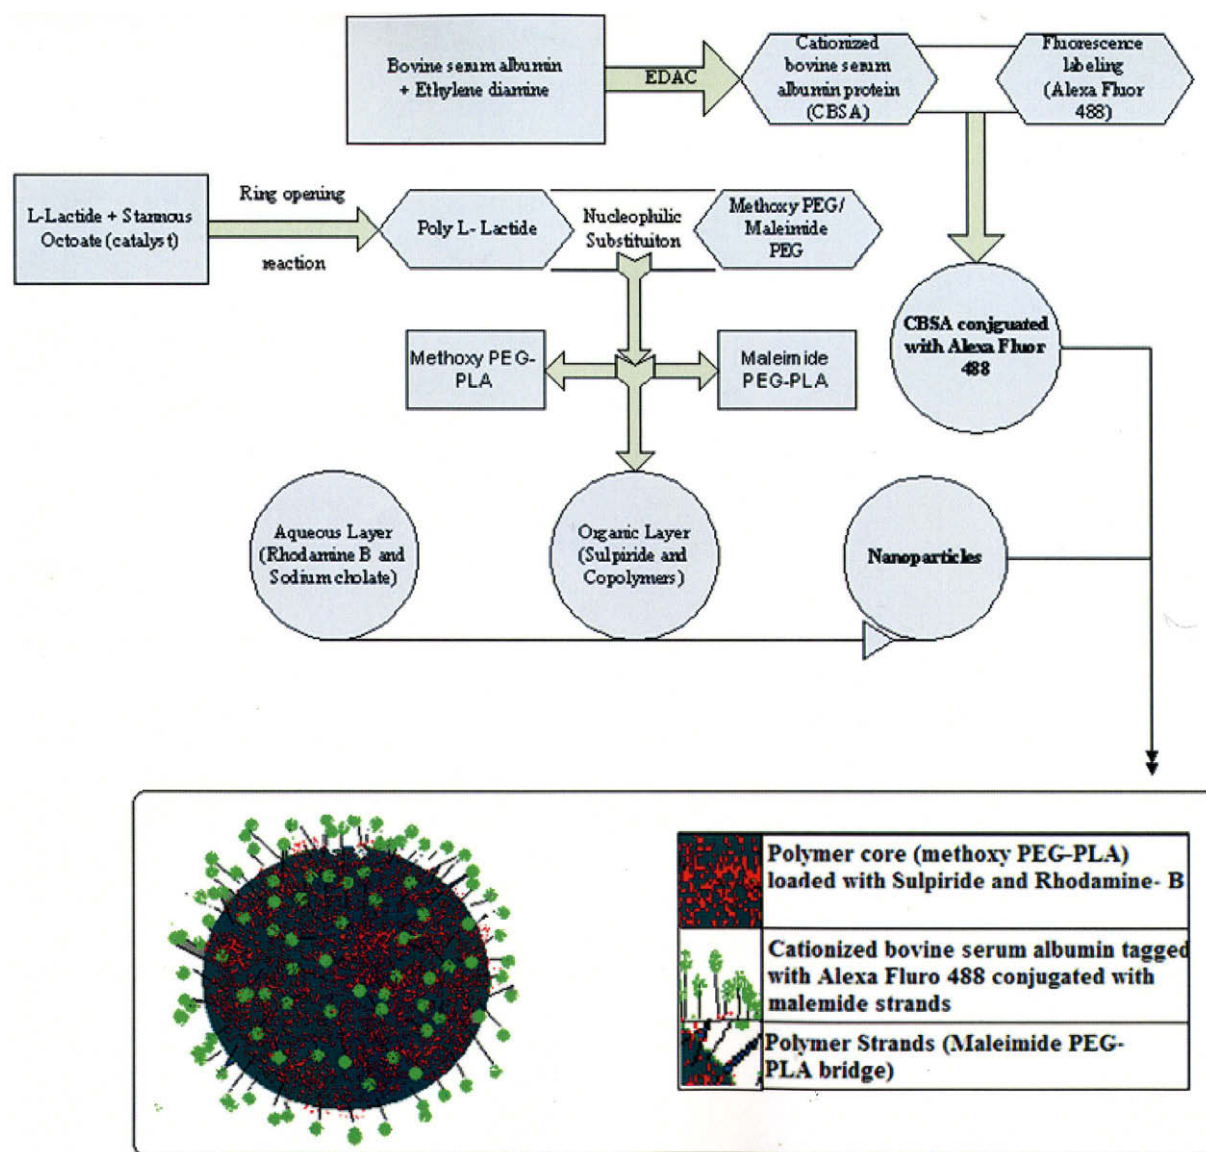 Bovine serum albumin
+ Ethylene diamine
EDAC
Cationized
bovine serum
albumin protein
(CBSA)
Fluorescence
labeling
(Alexa Fluor
488)
L-Lactide + Stannous
Octoate (catalyst)
Ring opening
reaction
Poly L- Lactide
Nucleophilic
Substituiton
Methoxy PEG/
Maleimide
PEG
Methoxy PEG-
PLA
Maleimide
PEG-PLA
CBSA conjguated
with Alexa Fluor
488
Aqueous Layer
(Rhodamine B and
Sodium cholate)
Organic Layer
(Sulpiride and
Copolymers)
Nanoparticles
Polymer core (methoxy PEG-PLA)
loaded with Sulpiride and Rhodamine- B
Cationized bovine serum albumin tagged
with Alexa Fluro 488 conjugated with
malemide strands
Polymer Strands (Maleimide PEG-
PLA bridge)